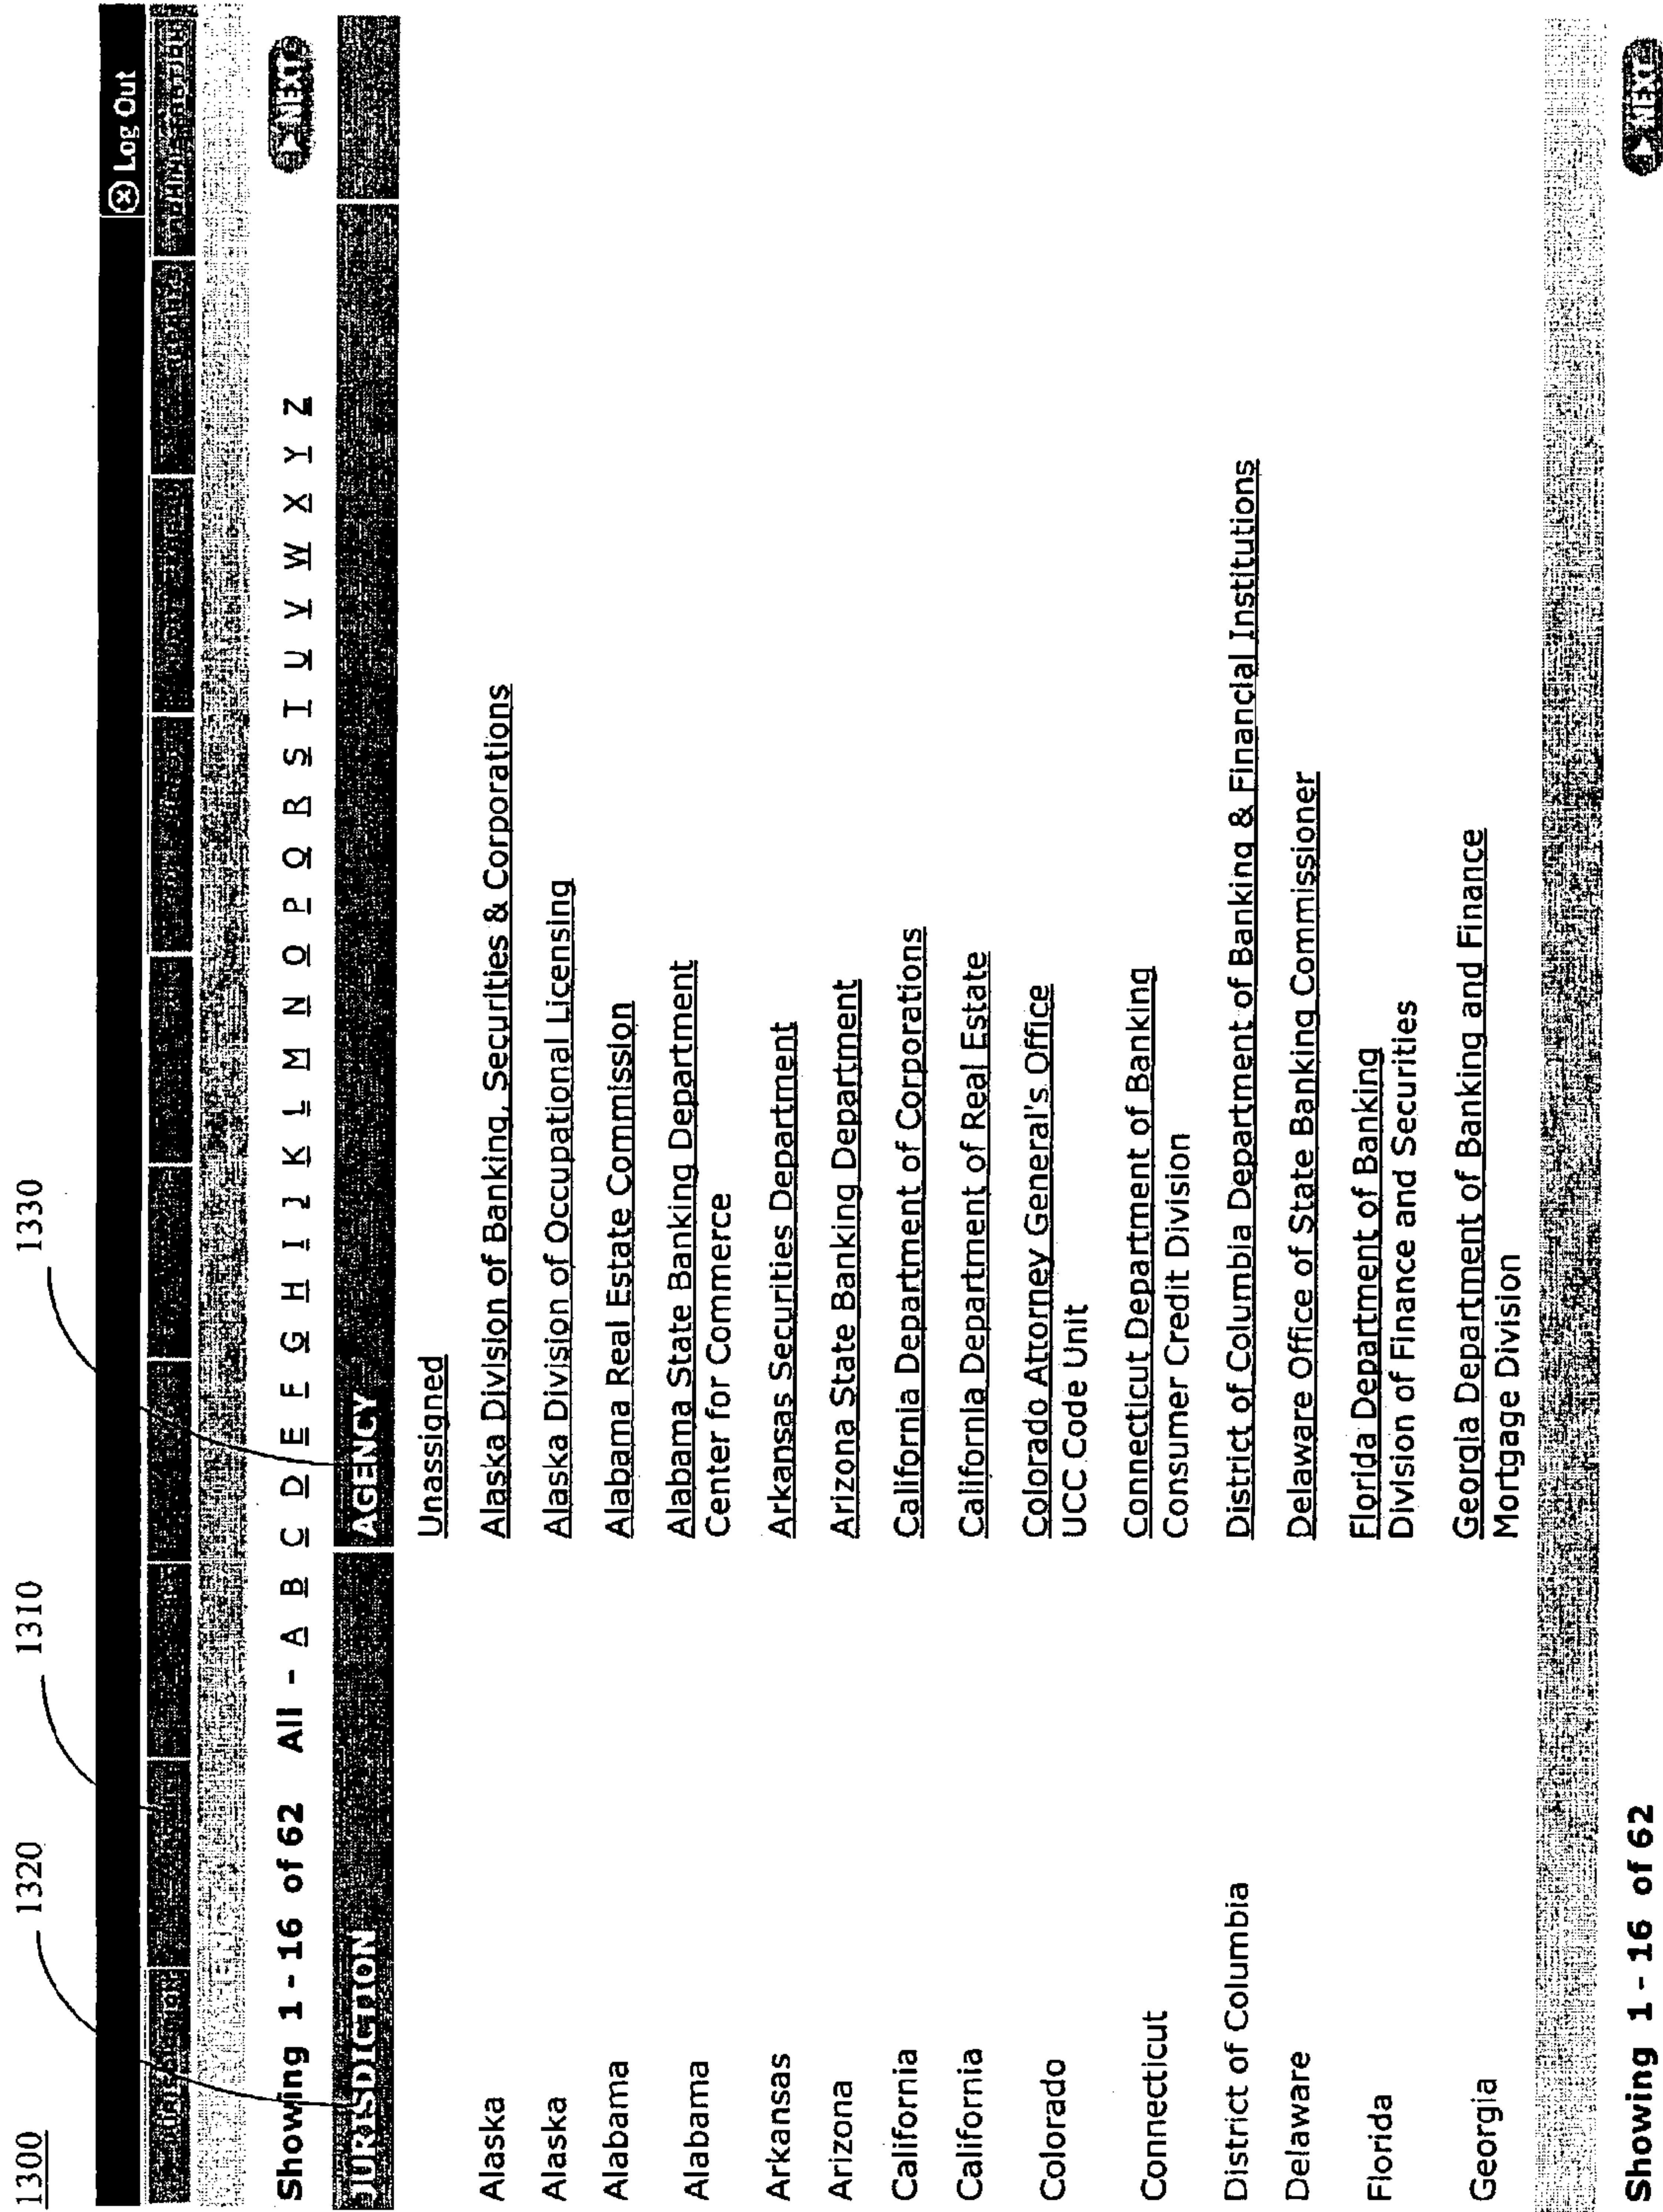 1300
1320
1310
1330
Log Out
Showing 1 - 16 of 62 All - A B C D E F G H I J K L M N O P Q R S T U V W X Y Z
NEXT
JURISDICTION AGENCY
Unassigned
Alaska Alaska Division of Banking, Securities & Corporations
Alaska Alaska Division of Occupational Licensing
Alabama Alabama Real Estate Commission
Alabama Alabama State Banking Department
Center for Commerce
Arkansas Arkansas Securities Department
Arizona Arizona State Banking Department
California California Department of Corporations
California California Department of Real Estate
Colorado Colorado Attorney General's Office
UCC Code Unit
Connecticut Connecticut Department of Banking
Consumer Credit Division
District of Columbia District of Columbia Department of Banking & Financial Institutions
Delaware Delaware Office of State Banking Commissioner
Florida Florida Department of Banking
Division of Finance and Securities
Georgia Georgia Department of Banking and Finance
Mortgage Division
Showing 1 - 16 of 62
NEXT